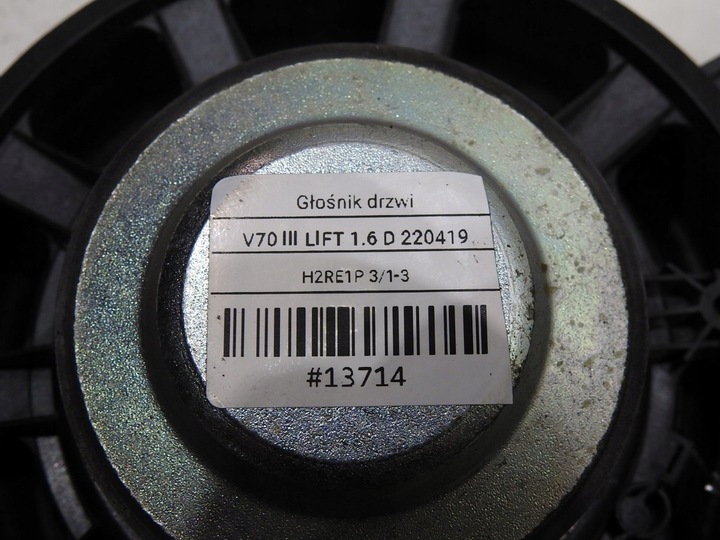 Głośnik drzwi
V70 III LIFT 1.6 D 220419...
H2RE1P 3/1-3
#13714